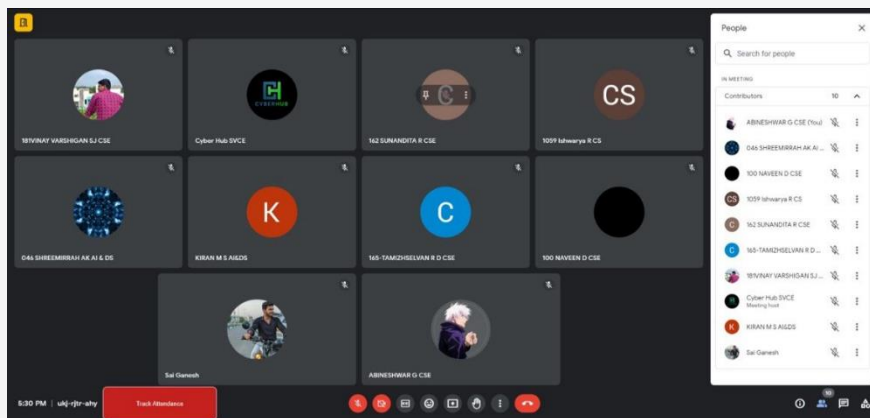 People
Search for people
IN MEETING
Contributors 10
ABINESHWAR G CSE (You)
046 SHREEMIRRAH AK AI ...
100 NAVEEN D CSE
CS 1059 Ishwarya R CS
C 162 SUNANDITA R CSE
C 165-TAMIZHSELVAN R D ...
181VINAY VARSHIGAN SJ ...
Cyber Hub SVCE
Meeting host
K KIRAN M S AI&DS
Sai Ganesh
CYBERHUB
C
CS
181VINAY VARSHIGAN SJ CSE
Cyber Hub SVCE
162 SUNANDITA R CSE
1059 Ishwarya R CS
K
C
046 SHREEMIRRAH AK AI & DS
KIRAN M S AI&DS
165-TAMIZHSELVAN R D CSE
100 NAVEEN D CSE
Sai Ganesh
ABINESHWAR G CSE
5:30 PM | ukj-rjtr-ahy
Track Attendance
10